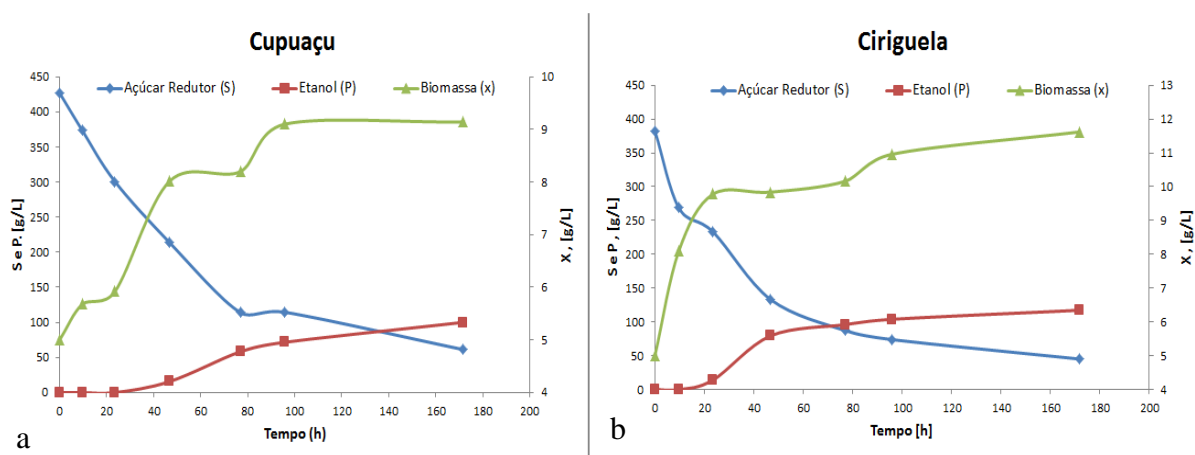 Cupuaçu
Açúcar Redutor (S) Etanol (P) Biomassa (x)
450
400
350
300
250
200
150
100
50
0
S e P. [g/L]
10
9
8
7
6
5
4
X , [g/L]
0 20 40 60 80 100 120 140 160 180 200
Tempo (h)
a
Ciriguela
Açúcar Redutor (S) Etanol (P) Biomassa (x)
450
400
350
300
250
200
150
100
50
0
S e P , [g/L]
13
12
11
10
9
8
7
6
5
4
X , [g/L]
0 20 40 60 80 100 120 140 160 180 200
Tempo [h]
b